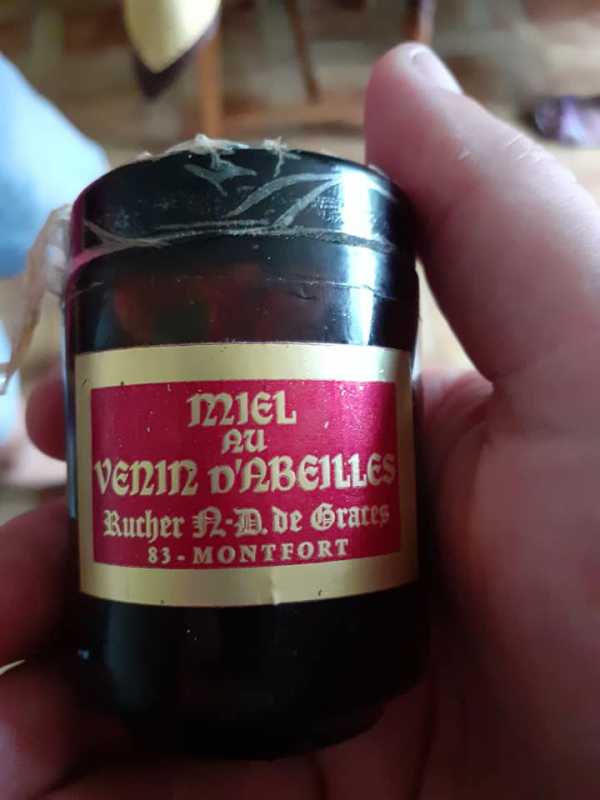 MIEL
AU
VENIN D'ABEILLES
Rucher N-D. de Graces
83-MONTFORT